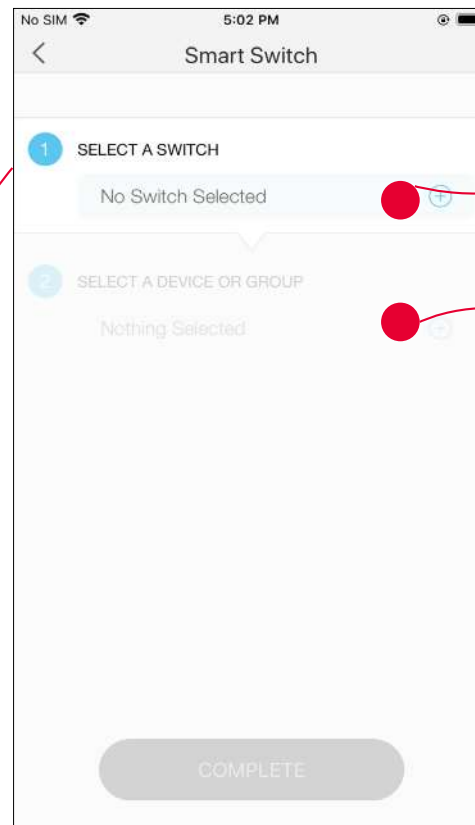 No SIM 5:02 PM
Smart Switch
1 SELECT A SWITCH
No Switch Selected
2 SELECT A DEVICE OR GROUP
Nothing Selected
COMPLETE